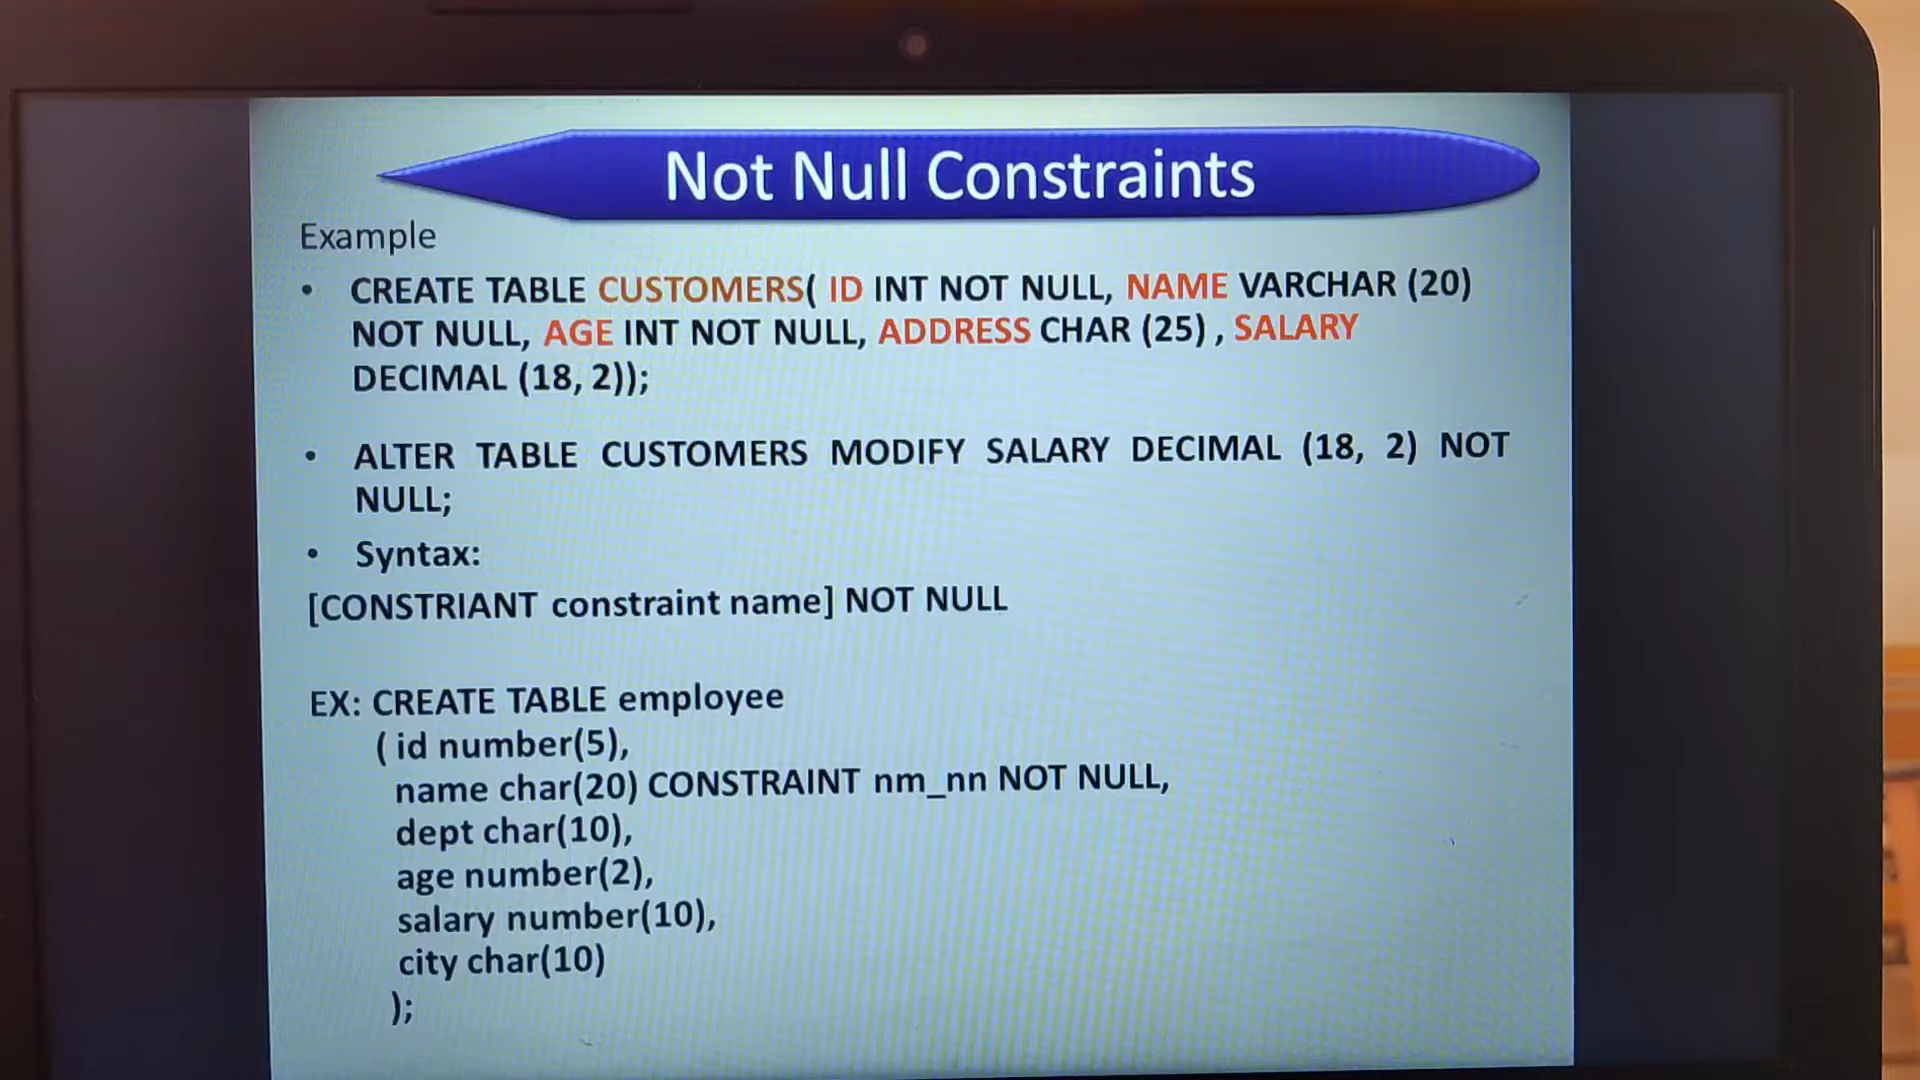 Not Null Constraints
Example
• CREATE TABLE CUSTOMERS( ID INT NOT NULL, NAME VARCHAR (20)
NOT NULL, AGE INT NOT NULL, ADDRESS CHAR (25) , SALARY
DECIMAL (18, 2));
• ALTER TABLE CUSTOMERS MODIFY SALARY DECIMAL (18, 2) NOT
NULL;
• Syntax:
[CONSTRIANT constraint name] NOT NULL
EX: CREATE TABLE employee
( id number(5),
name char(20) CONSTRAINT nm_nn NOT NULL,
dept char(10),
age number(2),
salary number(10),
city char(10)
);